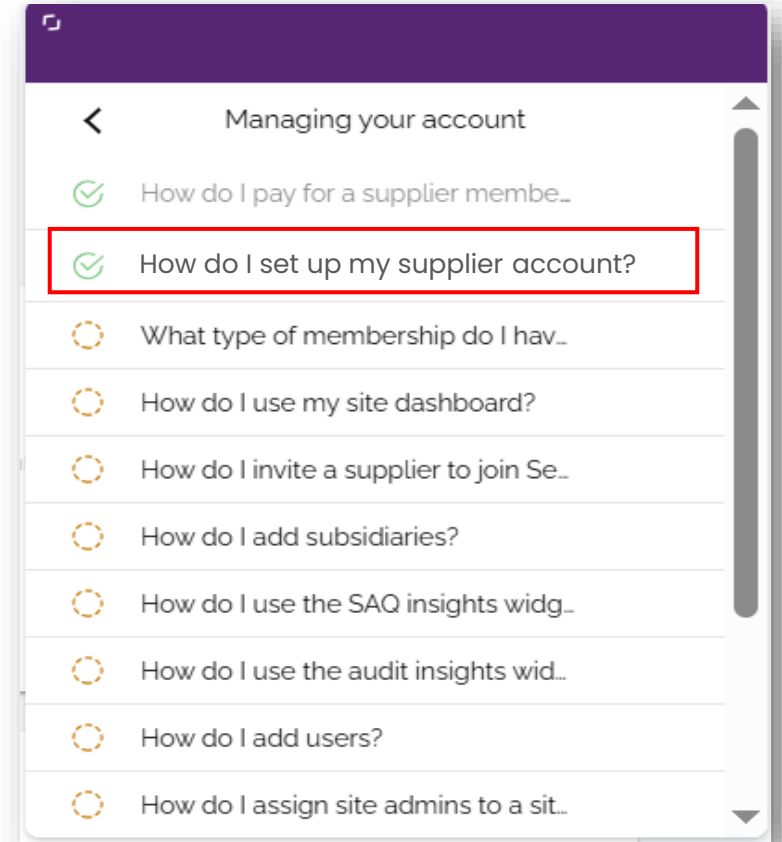 Managing your account
How do I pay for a supplier membe...
How do I set up my supplier account?
What type of membership do I hav...
How do I use my site dashboard?
How do I invite a supplier to join Se...
How do I add subsidiaries?
How do I use the SAQ insights widg...
How do I use the audit insights wid...
How do I add users?
How do I assign site admins to a sit...